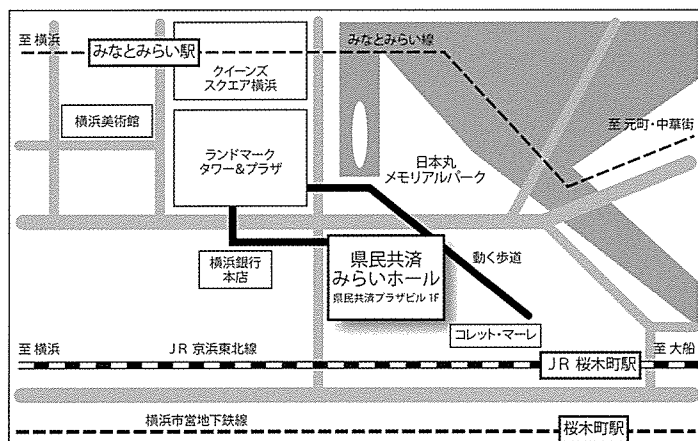 至 横浜
みなとみらい駅
みなとみらい線
クイーンズ
スクエア横浜
横浜美術館
至 元町・中華街
ランドマーク
タワー&プラザ
日本丸
メモリアルパーク
横浜銀行
本店
県民共済
みらいホール
県民共済プラザビル 1F
動く歩道
コレット・マーレ
至 横浜
JR 京浜東北線
至 大船
JR 桜木町駅
横浜市営地下鉄線
桜木町駅